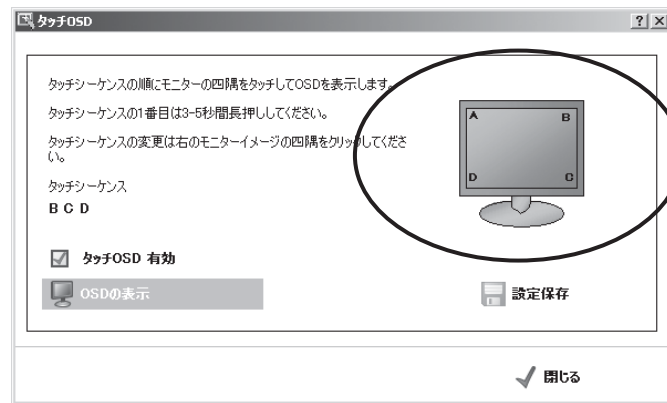 タッチOSD
タッチシーケンスの順にモニターの四隅をタッチしてOSDを表示します。
タッチシーケンスの1番目は3-5秒間長押ししてください。
タッチシーケンスの変更は右のモニターイメージの四隅をクリックしてくださ
い。
タッチシーケンス
B C D
A B
D C
タッチOSD 有効
OSDの表示
設定保存
閉じる